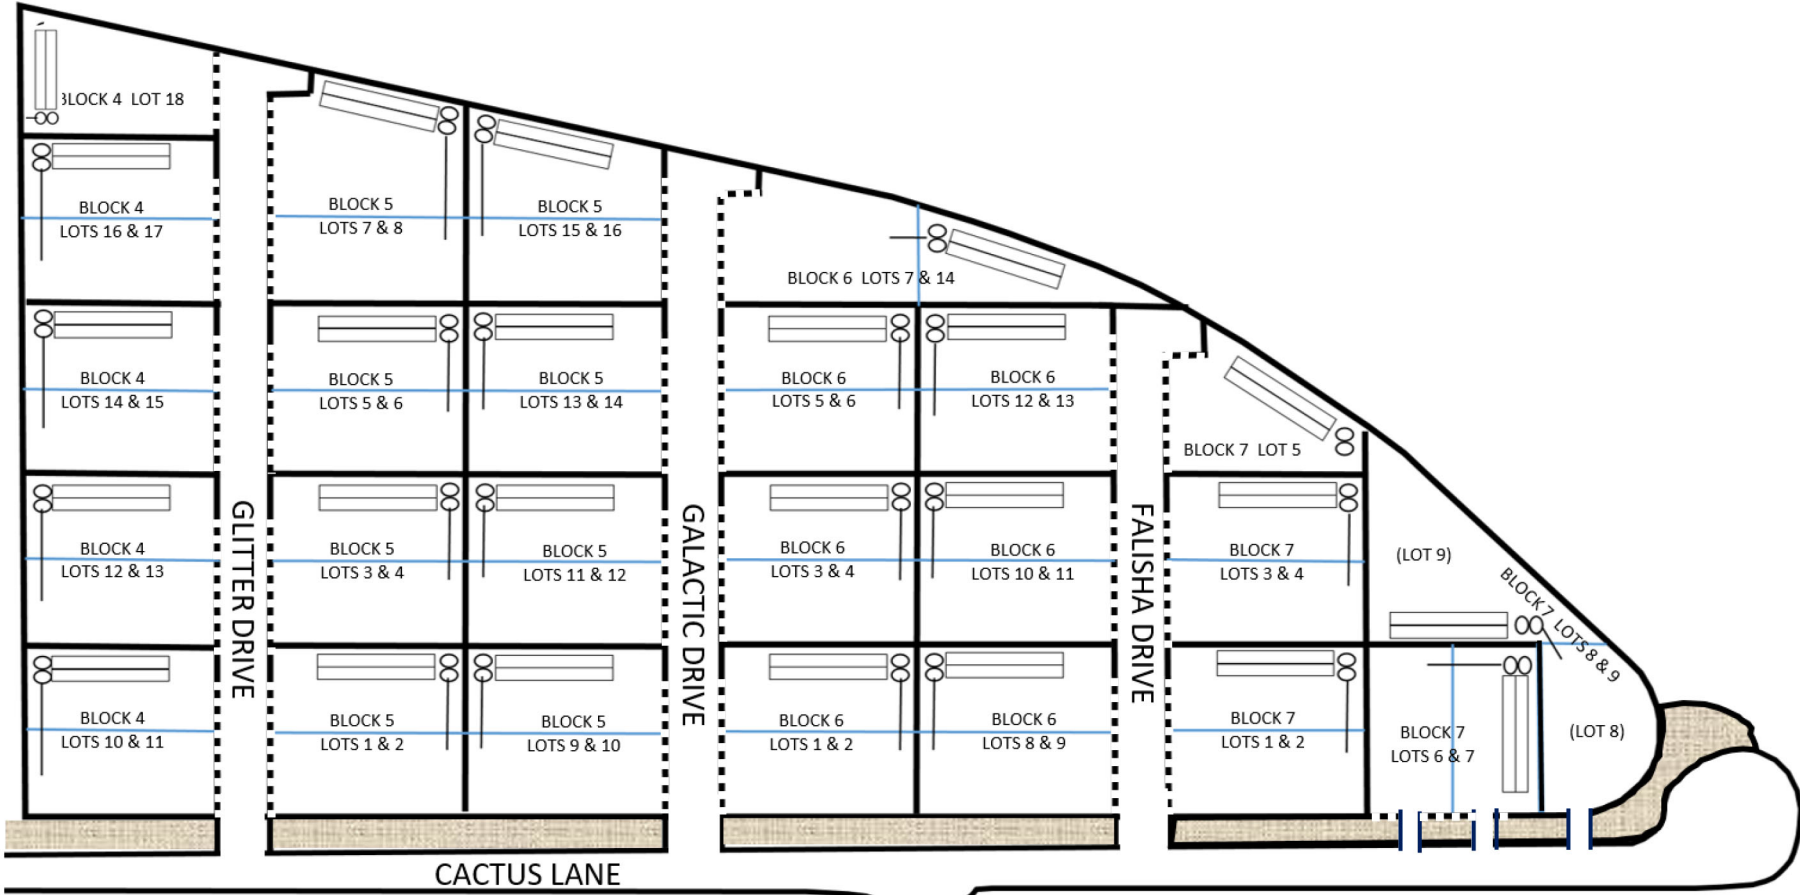 BLOCK 4 LOT 18
BLOCK 4
LOTS 16 & 17
BLOCK 5
LOTS 7 & 8
BLOCK 5
LOTS 15 & 16
BLOCK 6 LOTS 7 & 14
BLOCK 4
LOTS 14 & 15
BLOCK 5
LOTS 5 & 6
BLOCK 5
LOTS 13 & 14
BLOCK 6
LOTS 5 & 6
BLOCK 6
LOTS 12 & 13
BLOCK 7 LOT 5
BLOCK 4
LOTS 12 & 13
GLITTER DRIVE
BLOCK 5
LOTS 3 & 4
BLOCK 5
LOTS 11 & 12
GALACTIC DRIVE
BLOCK 6
LOTS 3 & 4
BLOCK 6
LOTS 10 & 11
FALISHA DRIVE
BLOCK 7
LOTS 3 & 4
(LOT 9)
BLOCK 7 LOTS 8 & 9
BLOCK 4
LOTS 10 & 11
BLOCK 5
LOTS 1 & 2
BLOCK 5
LOTS 9 & 10
BLOCK 6
LOTS 1 & 2
BLOCK 6
LOTS 8 & 9
BLOCK 7
LOTS 1 & 2
BLOCK 7
LOTS 6 & 7
(LOT 8)
CACTUS LANE